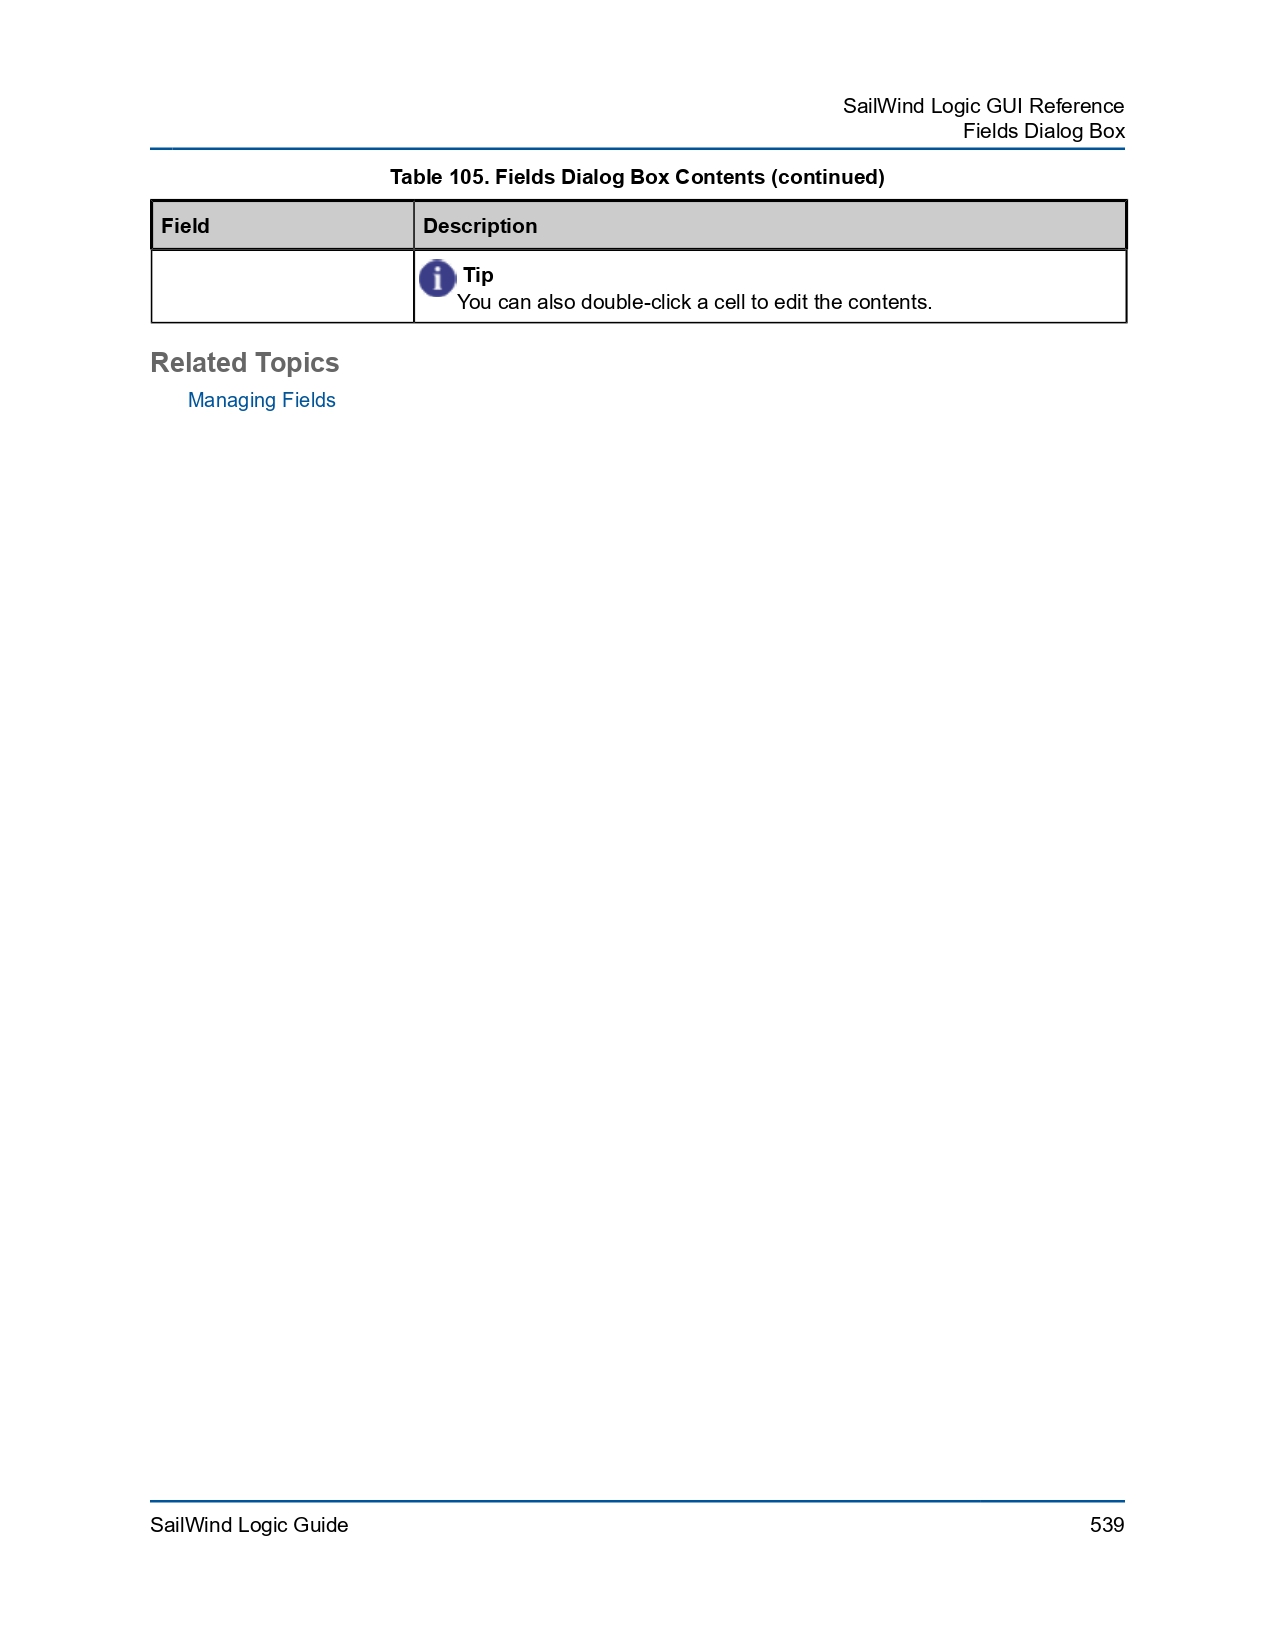 SailWind Logic GUI Reference
Fields Dialog Box
Table 105. Fields Dialog Box Contents (continued)
Field
Description
Tip
You can also double-click a cell to edit the contents.
Related Topics
Managing Fields
SailWind Logic Guide
539